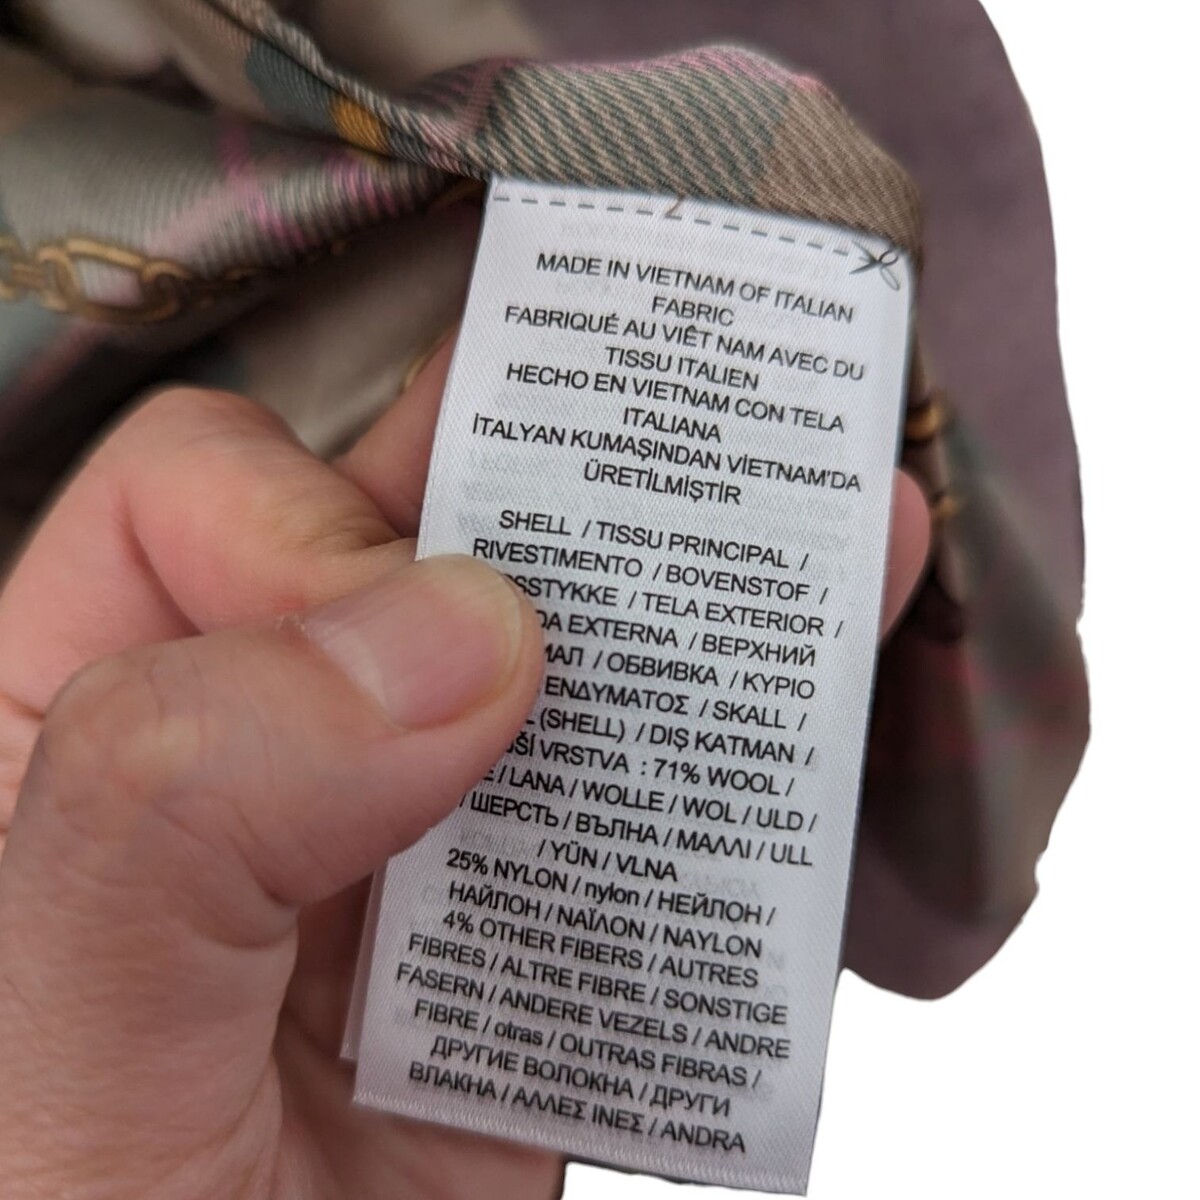 2
MADE IN VIETNAM OF ITALIAN
FABRIC
FABRIQUÉ AU VIÊT NAM AVEC DU
TISSU ITALIEN
HECHO EN VIETNAM CON TELA
ITALIANA
İTALYAN KUMAŞINDAN VİETNAM'DA
ÜRETİLMİŞTİR
SHELL / TISSU PRINCIPAL /
RIVESTIMENTO / BOVENSTOF /
/ TELA EXTERIOR /
EXTERNA / ВЕРХНИЙ
/ ОБВИВКА / ΚΥΡΙΟ
ΕΝΔΥΜΑΤΟΣ / SKALL /
(SHELL) / DIŞ KATMAN /
VRSTVA : 71% WOOL /
/ LANA / WOLLE / WOL / ULD /
/ ШЕРСТЬ / ВЪЛНА / ΜΑΛΛΙ / ULL
/ YÜN / VLNA
25% NYLON / nylon / НЕЙЛОН /
НАЙЛОН / ΝΑΪΛΟΝ / NAYLON
4% OTHER FIBERS / AUTRES
FIBRES / ALTRE FIBRE / SONSTIGE
FASERN / ANDERE VEZELS / ANDRE
FIBRE / otras / OUTRAS FIBRAS /
ДРУГИЕ ВОЛОКНА / ДРУГИ
ВЛАКНА / ΑΛΛΕΣ ΙΝΕΣ / ANDRA